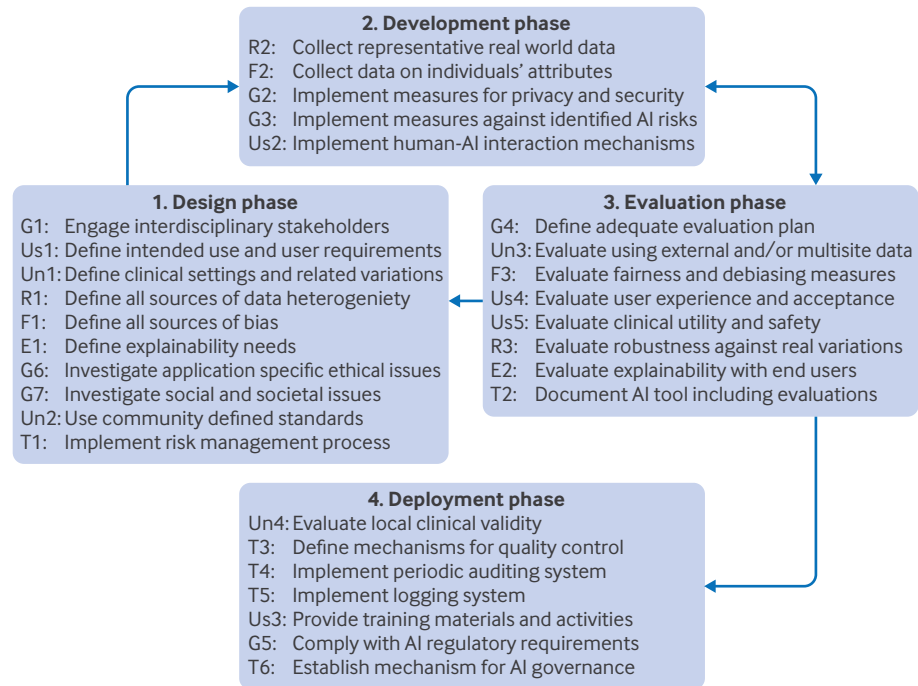 2. Development phase
R2: Collect representative real world data
F2: Collect data on individuals’ attributes
G2: Implement measures for privacy and security
G3: Implement measures against identified AI risks
Us2: Implement human-AI interaction mechanisms
1. Design phase
G1: Engage interdisciplinary stakeholders
Us1: Define intended use and user requirements
Un1: Define clinical settings and related variations
R1: Define all sources of data heterogeniety
F1: Define all sources of bias
E1: Define explainability needs
G6: Investigate application specific ethical issues
G7: Investigate social and societal issues
Un2: Use community defined standards
T1: Implement risk management process
3. Evaluation phase
G4: Define adequate evaluation plan
Un3: Evaluate using external and/or multisite data
F3: Evaluate fairness and debiasing measures
Us4: Evaluate user experience and acceptance
Us5: Evaluate clinical utility and safety
R3: Evaluate robustness against real variations
E2: Evaluate explainability with end users
T2: Document AI tool including evaluations
4. Deployment phase
Un4: Evaluate local clinical validity
T3: Define mechanisms for quality control
T4: Implement periodic auditing system
T5: Implement logging system
Us3: Provide training materials and activities
G5: Comply with AI regulatory requirements
T6: Establish mechanism for AI governance